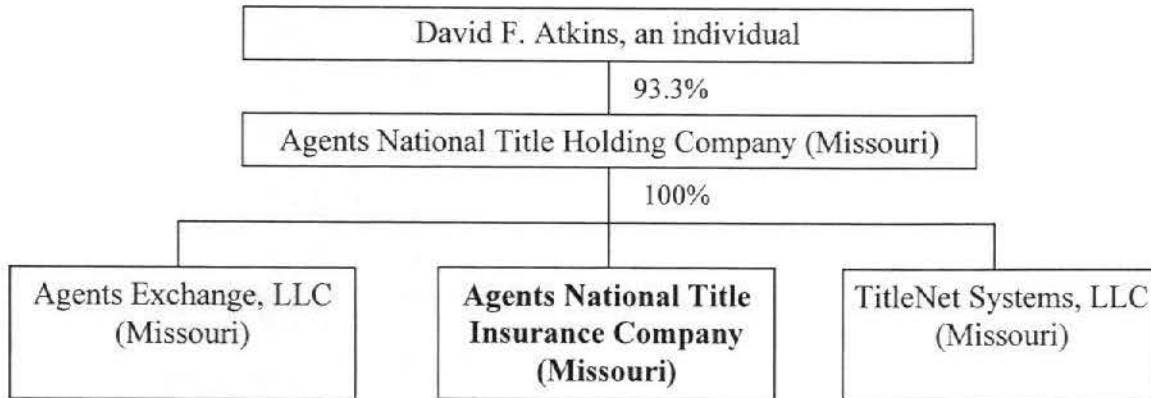 David F. Atkins, an individual
93.3%
Agents National Title Holding Company (Missouri)
100%
Agents Exchange, LLC
(Missouri)
Agents National Title
Insurance Company
(Missouri)
TitleNet Systems, LLC
(Missouri)